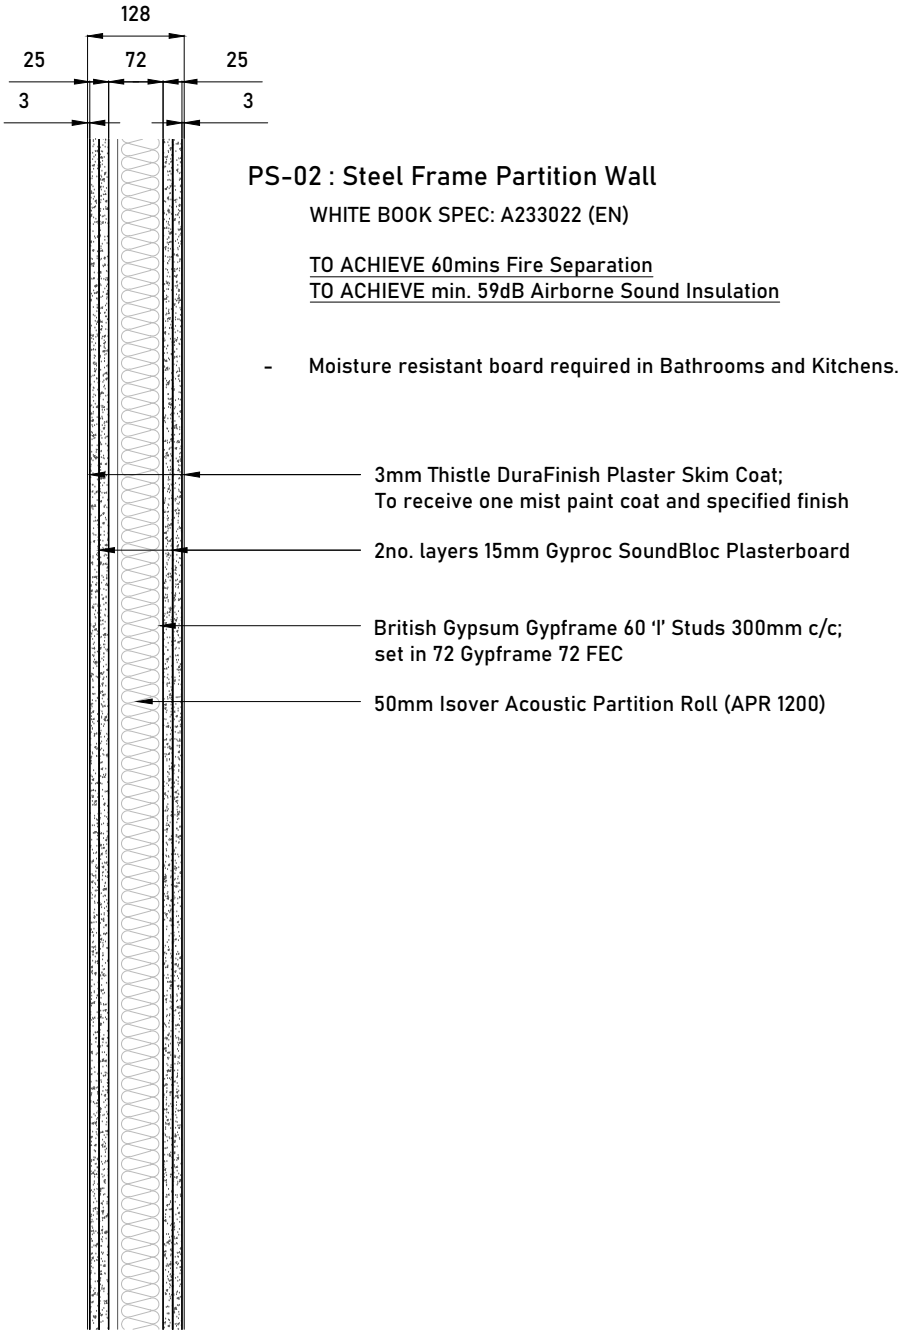 128
25 72 25
3 3
PS-02 : Steel Frame Partition Wall
WHITE BOOK SPEC: A233022 (EN)
TO ACHIEVE 60mins Fire Separation
TO ACHIEVE min. 59dB Airborne Sound Insulation
- Moisture resistant board required in Bathrooms and Kitchens.
3mm Thistle DuraFinish Plaster Skim Coat;
To receive one mist paint coat and specified finish
2no. layers 15mm Gyproc SoundBloc Plasterboard
British Gypsum Gypframe 60 ‘I’ Studs 300mm c/c;
set in 72 Gypframe 72 FEC
50mm Isover Acoustic Partition Roll (APR 1200)